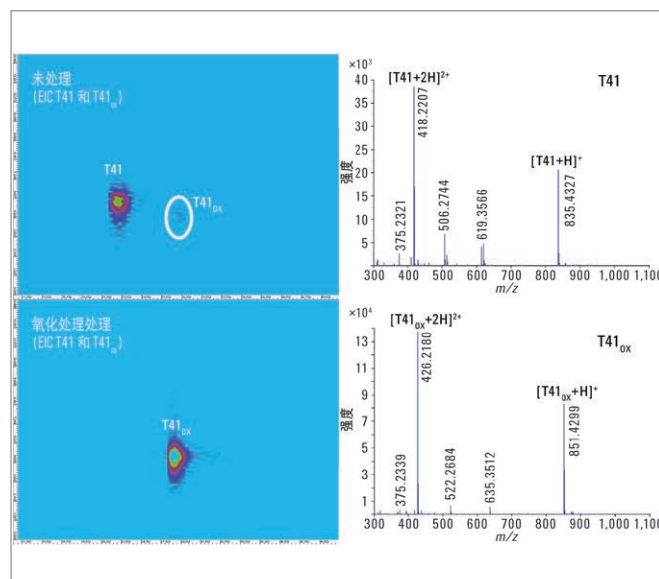 未处理
(EIC T41 和 T41ox)
T41
T41ox
氧化处理处理
(EIC T41 和 T41ox)
T41ox
×10³
T41
[T41+2H]²⁺
418.2207
[T41+H]⁺
835.4327
375.2321
506.2744
619.3566
强度
40
35
30
25
20
15
10
5
0
300 400 500 600 700 800 900 1,000 1,100
m/z
×10⁴
T41ox
[T41ox+2H]²⁺
426.2180
[T41ox+H]⁺
851.4299
375.2339
522.2684
635.3512
强度
13
11
9
7
5
3
1
300 400 500 600 700 800 900 1,000 1,100
m/z